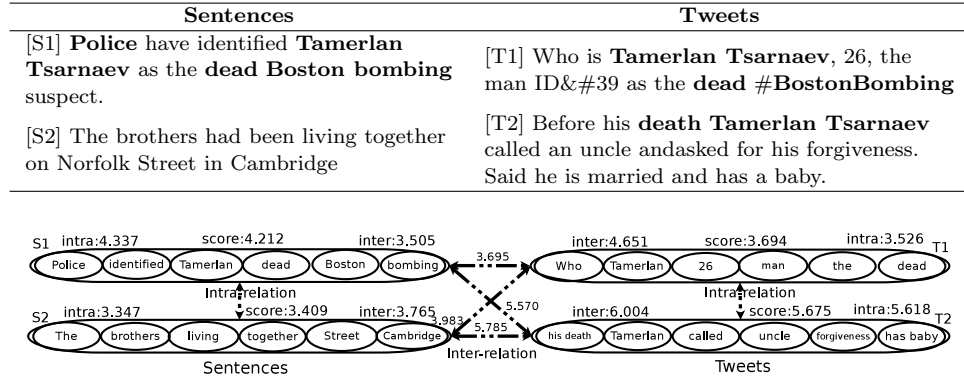 Sentences Tweets
[S1] Police have identified Tamerlan
Tsarnaev as the dead Boston bombing
suspect.
[S2] The brothers had been living together
on Norfolk Street in Cambridge
[T1] Who is Tamerlan Tsarnaev, 26, the
man ID&#39 as the dead #BostonBombing
[T2] Before his death Tamerlan Tsarnaev
called an uncle andasked for his forgiveness.
Said he is married and has a baby.
S1 intra:4.337 score:4.212 inter:3.505
Police identified Tamerlan dead Boston bombing
3.695
inter:4.651 score:3.694 intra:3.526 T1
Who Tamerlan 26 man the dead
Intra-relation
Intra-relation
5.570
3.983
S2 intra:3.347 score:3.409 inter:3.765
The brothers living together Street Cambridge
5.785
inter:6.004 score:5.675 intra:5.618 T2
his death Tamerlan called uncle forgiveness has baby
Inter-relation
Sentences Tweets